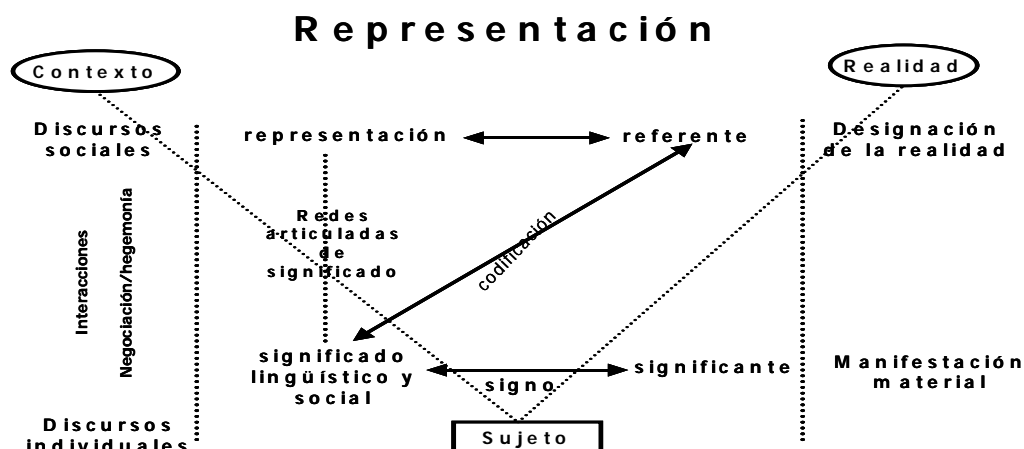 Representación
Contexto
Realidad
Discursos
sociales
representación
referente
Designación
de la realidad
Redes
articuladas
de
significado
codificación
Interacciones
Negociación/hegemonía
significado
lingüístico y
social
signo
significante
Manifestación
material
Discursos
individuales
Sujeto